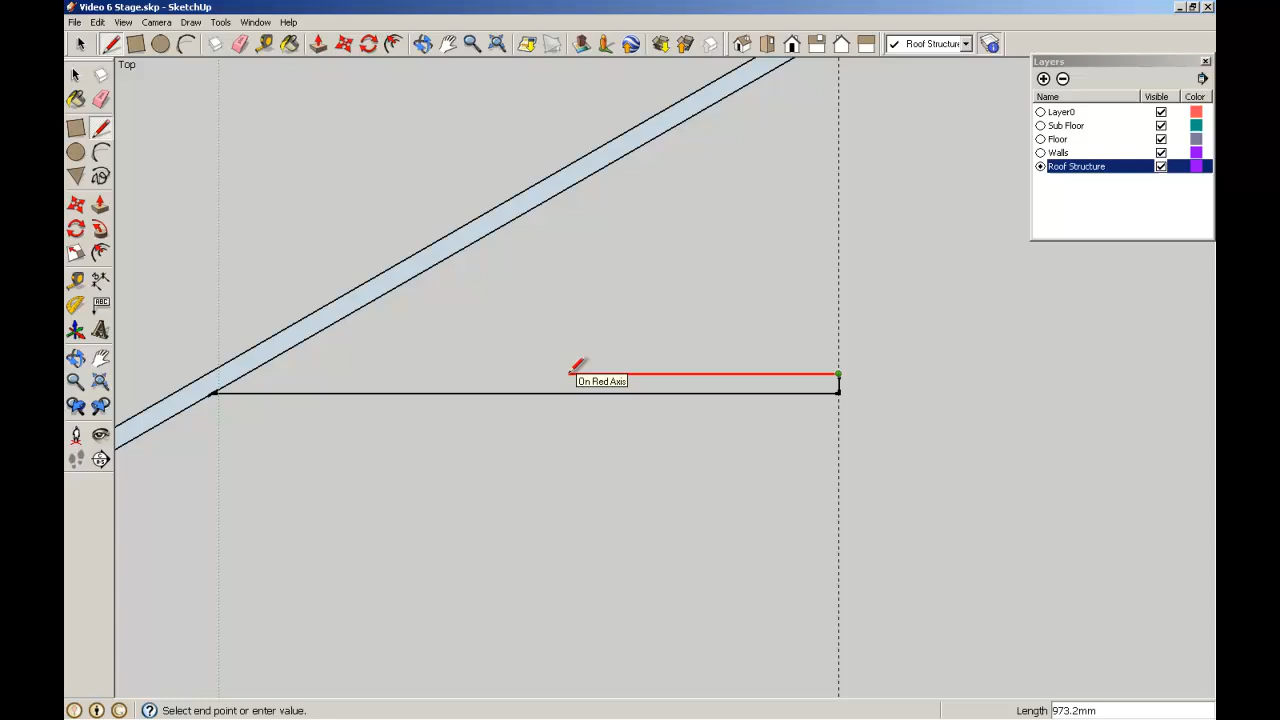 Video 6 Stage.skp - SketchUp
File Edit View Camera Draw Tools Window Help
Roof Structure
Top
Layers
Name Visible Color
Layer0
Sub Floor
Floor
Walls
Roof Structure
ABC
On Red Axis
Select end point or enter value.
Length 973.2mm